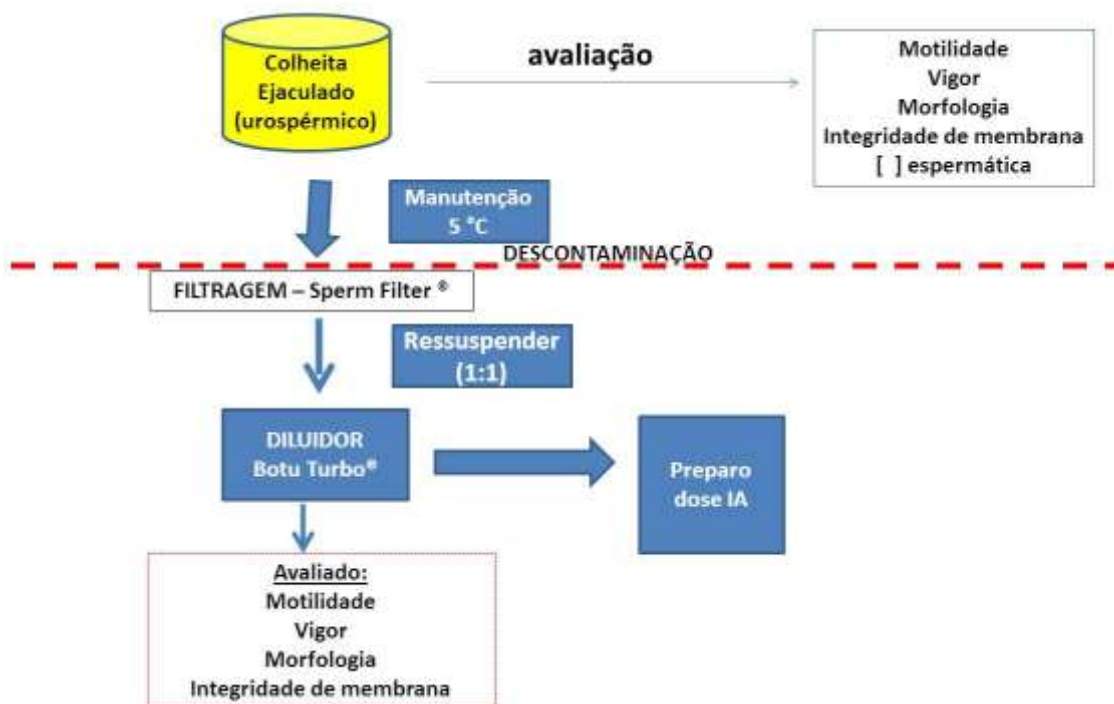 Colheita
Ejaculado
(urospérmico)
avaliação
Motilidade
Vigor
Morfologia
Integridade de membrana
[ ] espermática
Manutenção
5 °C
DESCONTAMINAÇÃO
FILTRAGEM – Sperm Filter ®
Ressuspender
(1:1)
DILUIDOR
Botu Turbo®
Preparo
dose IA
Avaliado:
Motilidade
Vigor
Morfologia
Integridade de membrana